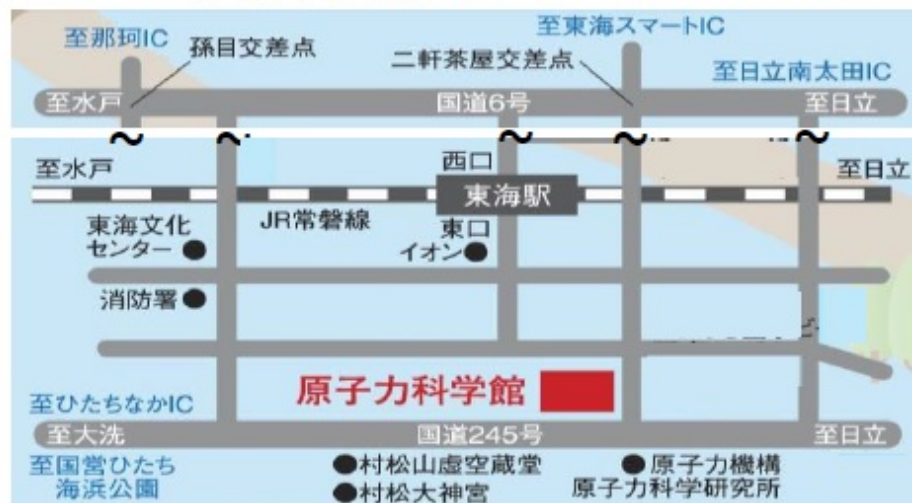 至那珂IC
孫目交差点
至東海スマートIC
二軒茶屋交差点
至日立南太田IC
至水戸
国道6号
至日立
至水戸
西口
至日立
東海駅
JR常磐線
東海文化
センター
東口
イオン
消防署
原子力科学館
至ひたちなかIC
至大洗
国道245号
至日立
至国営ひたち
海浜公園
村松山虚空蔵堂
村松大神宮
原子力機構
原子力科学研究所